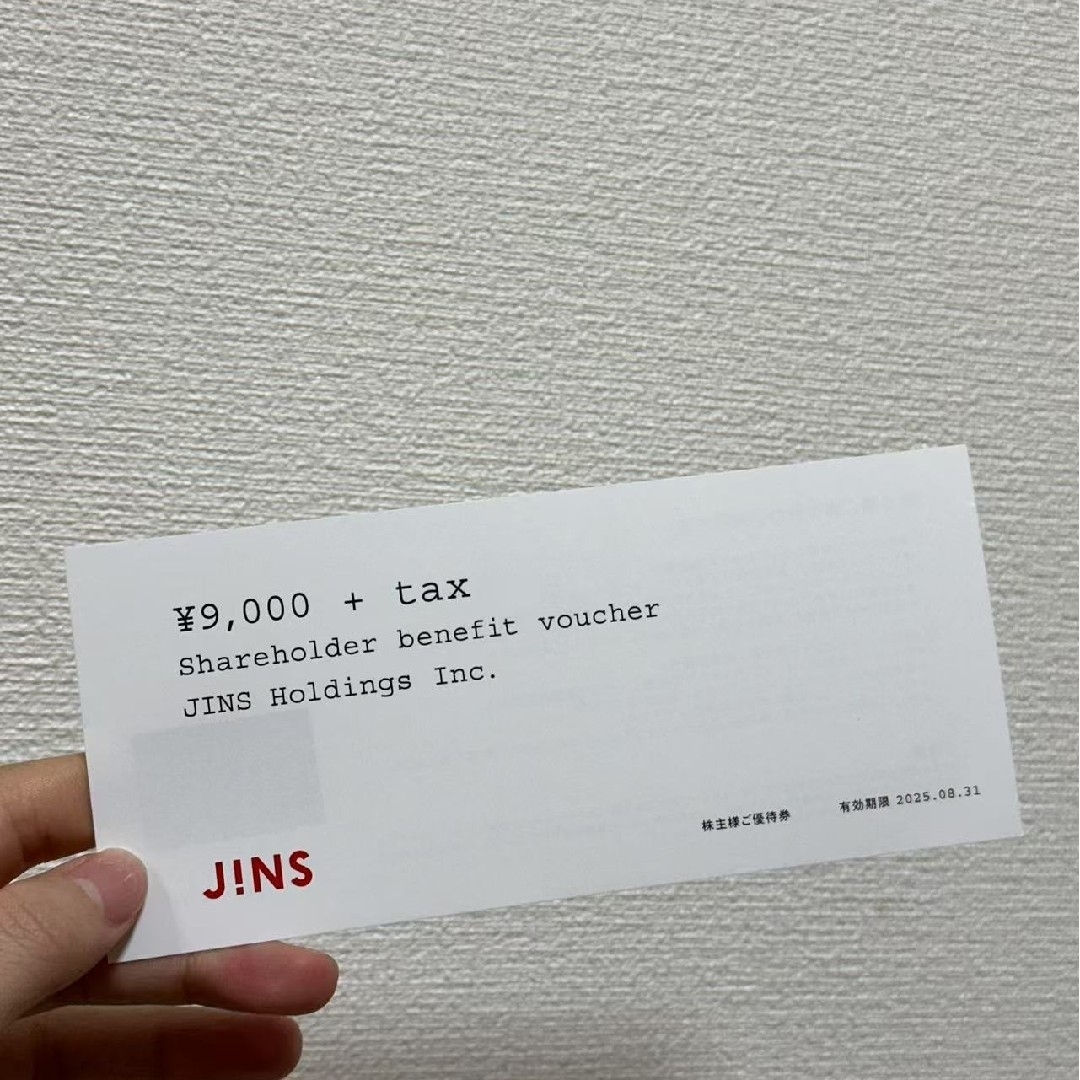 ¥9,000 + tax
Shareholder benefit voucher
JINS Holdings Inc.
株主様ご優待券 有効期限 2025.08.31
J!NS